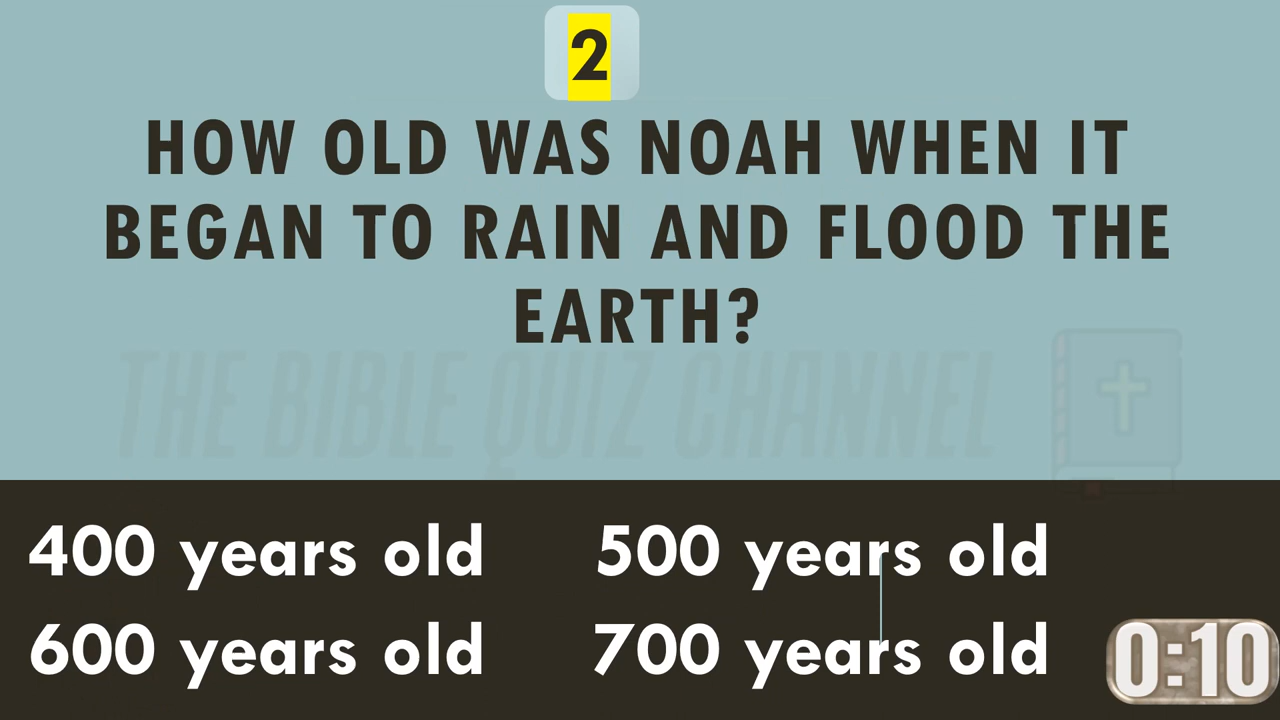 2
HOW OLD WAS NOAH WHEN IT
BEGAN TO RAIN AND FLOOD THE
EARTH?
THE BIBLE QUIZ CHANNEL
400 years old 500 years old
600 years old 700 years old
0:10